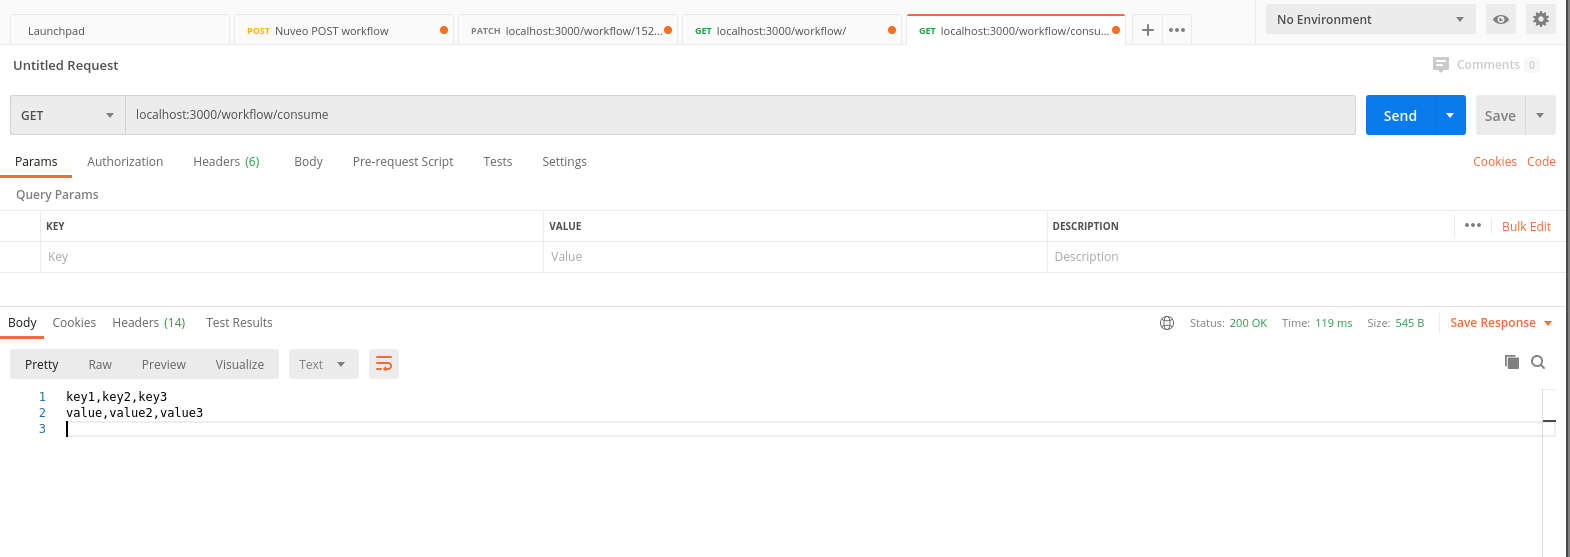 Launchpad POST Nuveo POST workflow PATCH localhost:3000/workflow/152... GET localhost:3000/workflow/ GET localhost:3000/workflow/consu... No Environment
Untitled Request Comments 0
GET localhost:3000/workflow/consume Send Save
Params Authorization Headers (6) Body Pre-request Script Tests Settings Cookies Code
Query Params
KEY VALUE DESCRIPTION Bulk Edit
Key Value Description
Body Cookies Headers (14) Test Results Status: 200 OK Time: 119 ms Size: 545 B Save Response
Pretty Raw Preview Visualize Text
1 key1,key2,key3
2 value,value2,value3
3